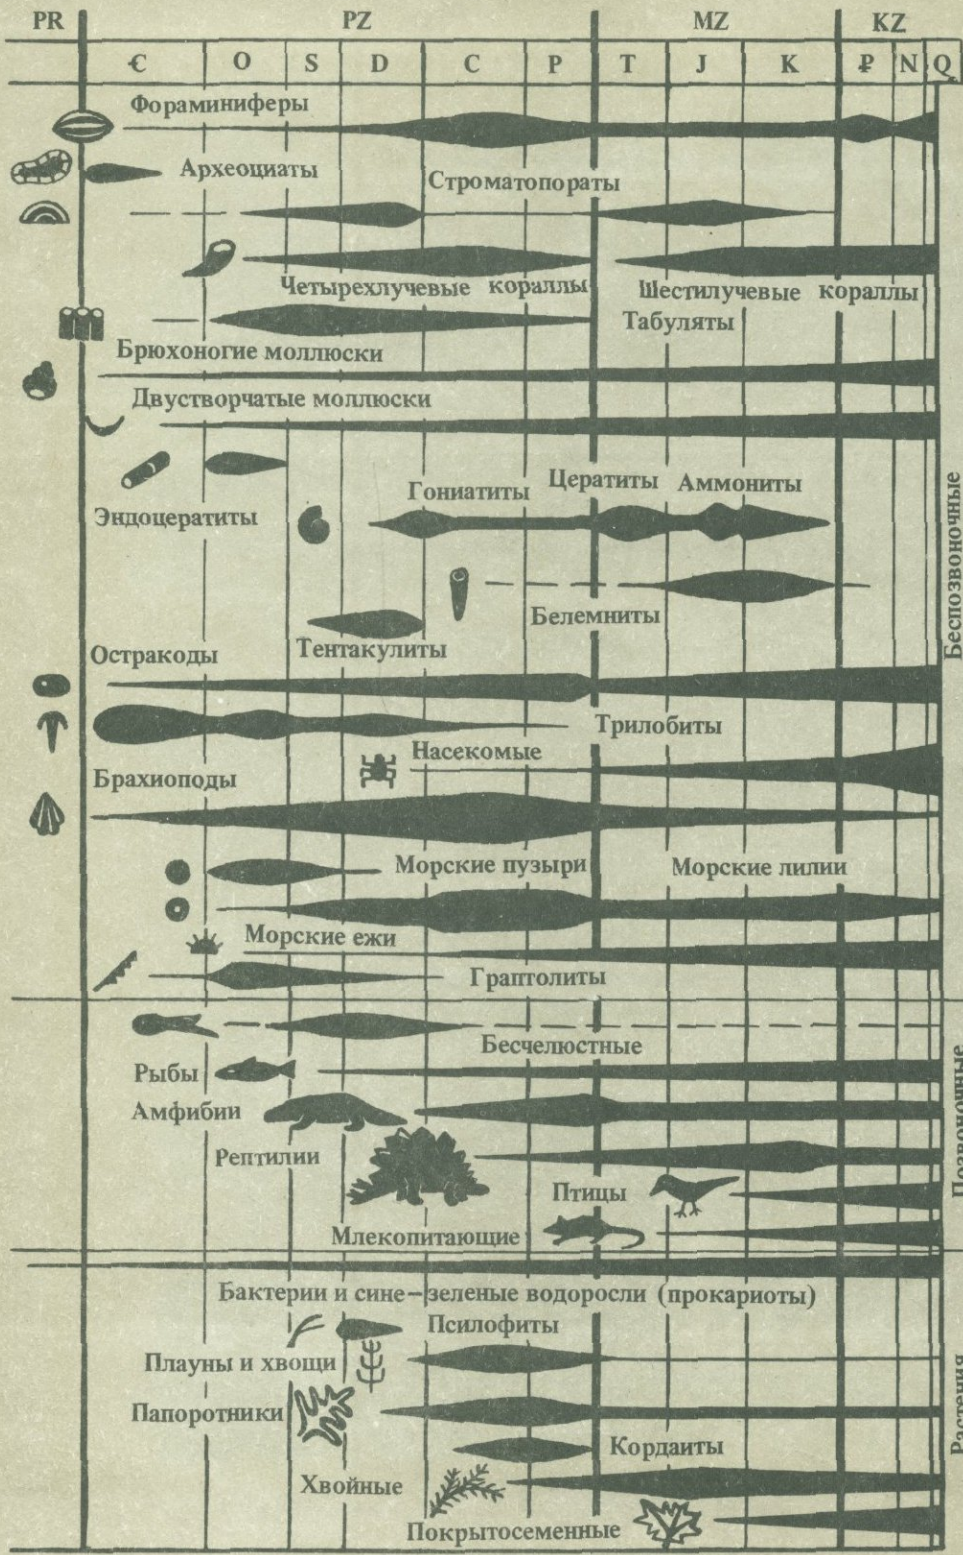 PR PZ MZ KZ
Є O S D C P T J K ₽ N Q
Фораминиферы
Археоциаты
Строматопораты
Четырехлучевые кораллы
Шестилучевые кораллы
Табуляты
Брюхоногие моллюски
Двустворчатые моллюски
Гониатиты
Цератиты
Аммониты
Эндоцератиты
Белемниты
Тентакулиты
Остракоды
Трилобиты
Насекомые
Брахиоподы
Морские пузыри
Морские лилии
Морские ежи
Граптолиты
Беспозвоночные
Бесчелюстные
Рыбы
Амфибии
Рептилии
Птицы
Млекопитающие
Позвоночные
Бактерии и сине-зеленые водоросли (прокариоты)
Псилофиты
Плауны и хвощи
Папоротники
Кордаиты
Хвойные
Покрытосеменные
Растения